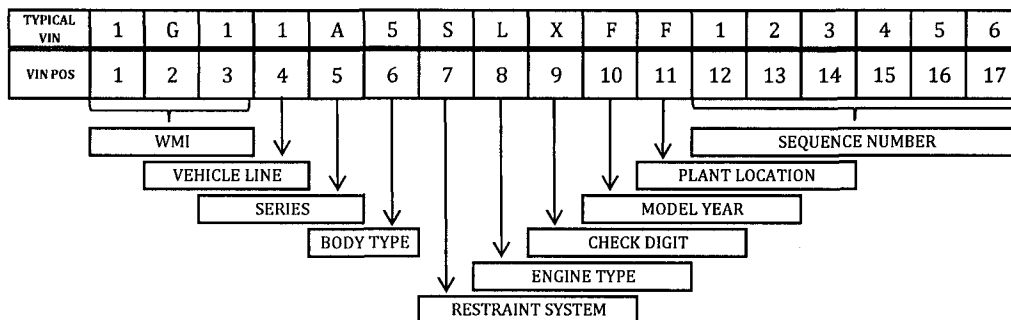 TYPICAL VIN 1 G 1 1 A 5 S L X F F 1 2 3 4 5 6
VIN POS 1 2 3 4 5 6 7 8 9 10 11 12 13 14 15 16 17
WMI SEQUENCE NUMBER
VEHICLE LINE PLANT LOCATION
SERIES MODEL YEAR
BODY TYPE CHECK DIGIT
ENGINE TYPE
RESTRAINT SYSTEM